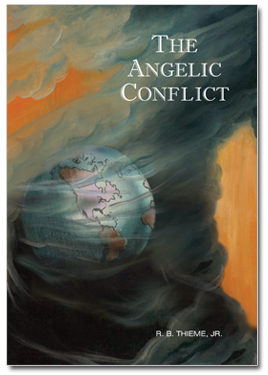 THE
ANGELIC
CONFLICT
R. B. THIEME, JR.